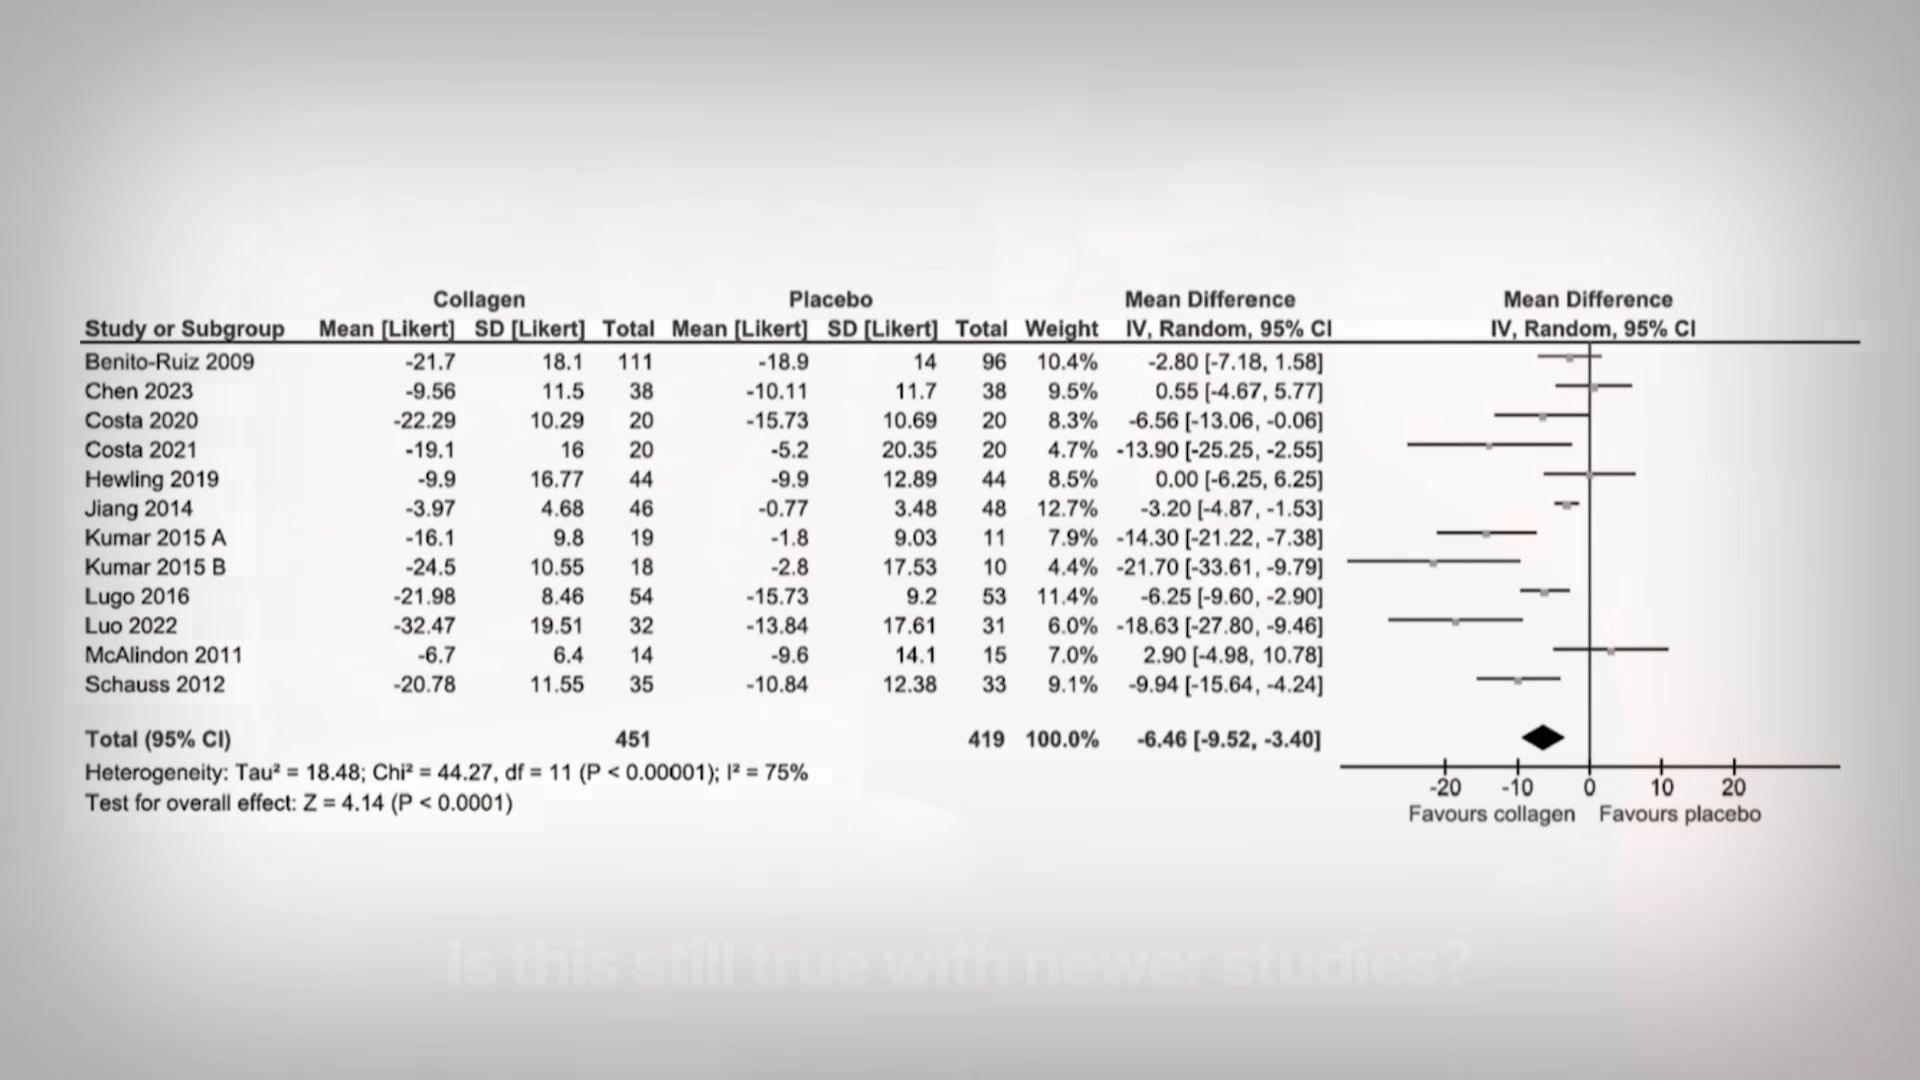 Collagen Placebo Mean Difference Mean Difference
Study or Subgroup Mean [Likert] SD [Likert] Total Mean [Likert] SD [Likert] Total Weight IV, Random, 95% CI IV, Random, 95% CI
Benito-Ruiz 2009 -21.7 18.1 111 -18.9 14 96 10.4% -2.80 [-7.18, 1.58]
Chen 2023 -9.56 11.5 38 -10.11 11.7 38 9.5% 0.55 [-4.67, 5.77]
Costa 2020 -22.29 10.29 20 -15.73 10.69 20 8.3% -6.56 [-13.06, -0.06]
Costa 2021 -19.1 16 20 -5.2 20.35 20 4.7% -13.90 [-25.25, -2.55]
Hewling 2019 -9.9 16.77 44 -9.9 12.89 44 8.5% 0.00 [-6.25, 6.25]
Jiang 2014 -3.97 4.68 46 -0.77 3.48 48 12.7% -3.20 [-4.87, -1.53]
Kumar 2015 A -16.1 9.8 19 -1.8 9.03 11 7.9% -14.30 [-21.22, -7.38]
Kumar 2015 B -24.5 10.55 18 -2.8 17.53 10 4.4% -21.70 [-33.61, -9.79]
Lugo 2016 -21.98 8.46 54 -15.73 9.2 53 11.4% -6.25 [-9.60, -2.90]
Luo 2022 -32.47 19.51 32 -13.84 17.61 31 6.0% -18.63 [-27.80, -9.46]
McAlindon 2011 -6.7 6.4 14 -9.6 14.1 15 7.0% 2.90 [-4.98, 10.78]
Schauss 2012 -20.78 11.55 35 -10.84 12.38 33 9.1% -9.94 [-15.64, -4.24]
Total (95% CI) 451 419 100.0% -6.46 [-9.52, -3.40]
Heterogeneity: Tau² = 18.48; Chi² = 44.27, df = 11 (P < 0.00001); I² = 75%
Test for overall effect: Z = 4.14 (P < 0.0001)
-20 -10 0 10 20
Favours collagen Favours placebo
Is this still true with newer studies?